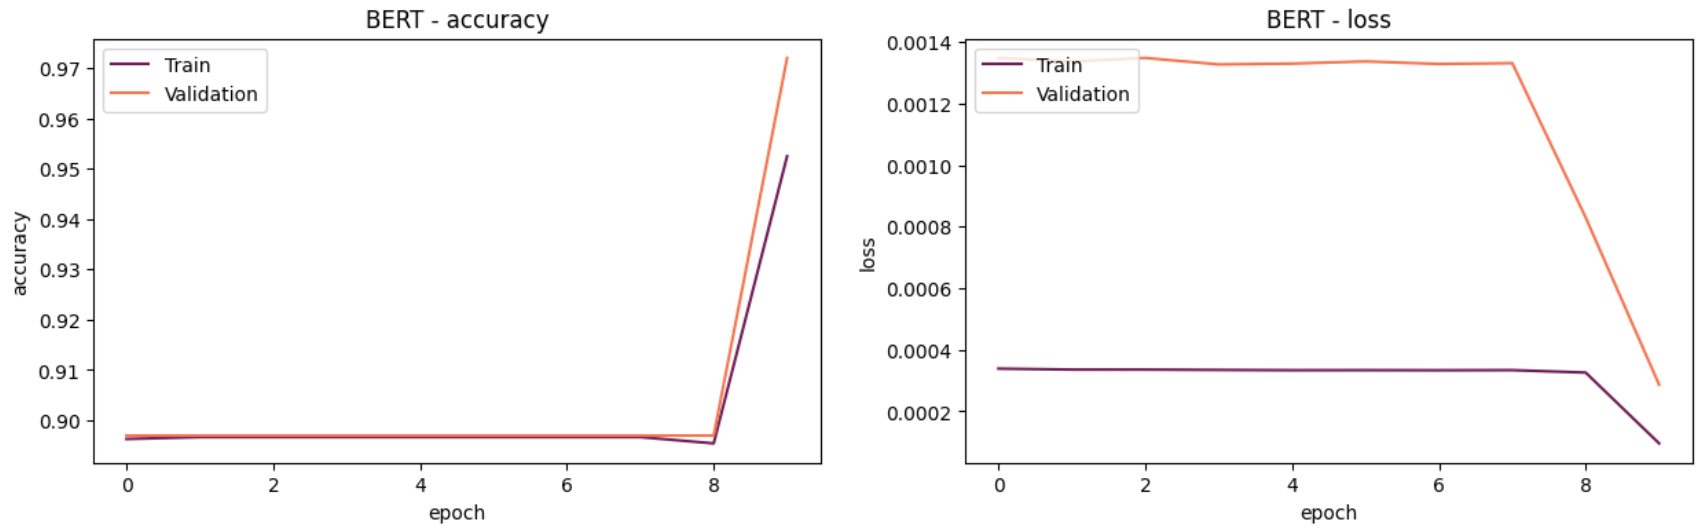 BERT - accuracy
Train
Validation
0.97
0.96
0.95
0.94
0.93
0.92
0.91
0.90
accuracy
0 2 4 6 8
epoch
BERT - loss
Train
Validation
0.0014
0.0012
0.0010
0.0008
0.0006
0.0004
0.0002
loss
0 2 4 6 8
epoch